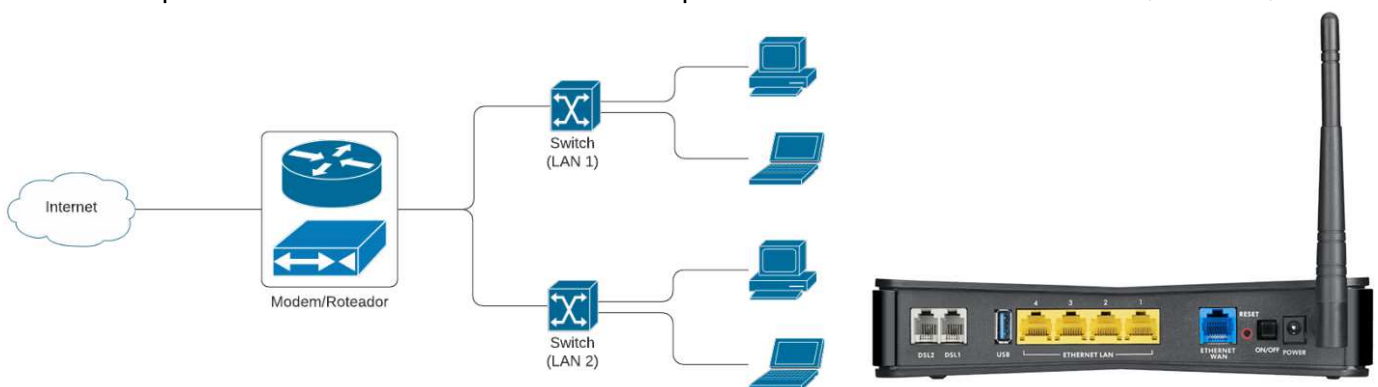 Internet
Modem/Roteador
Switch
(LAN 1)
Switch
(LAN 2)
4 3 2 1
RESET
DSL2 DSL1 USB ETHERNET LAN ETHERNET
WAN ON/OFF POWER